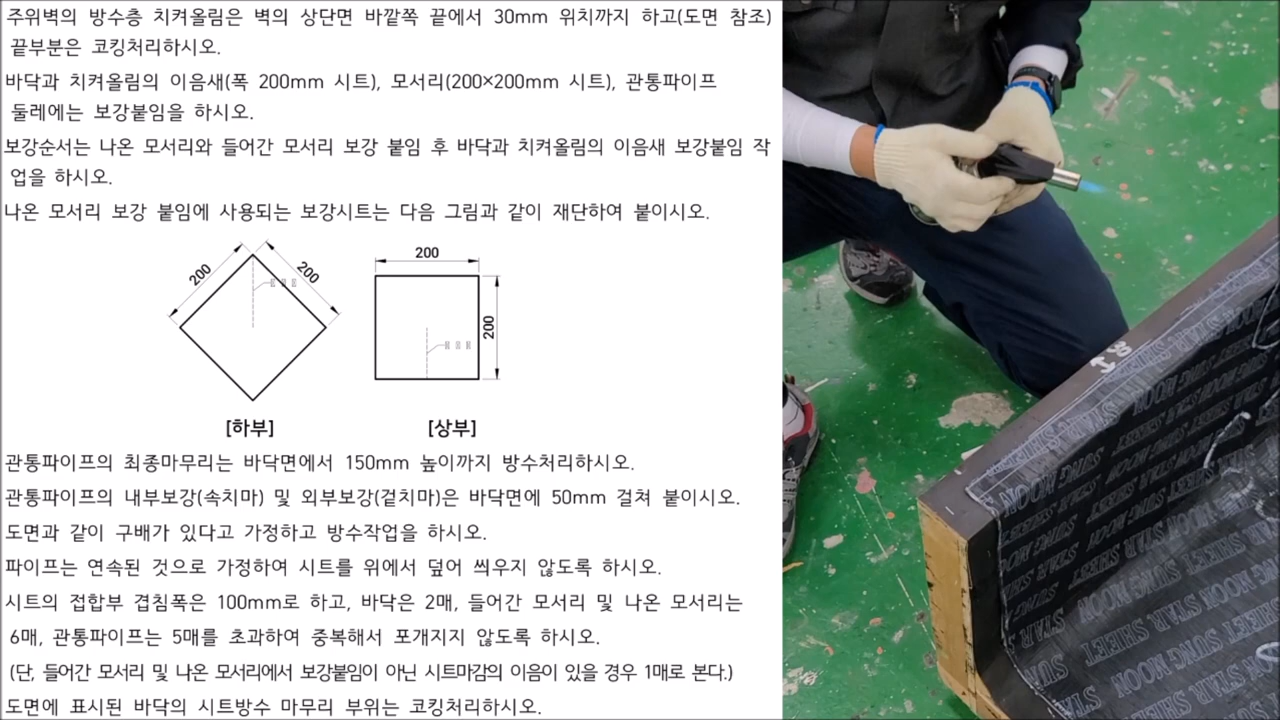 주위벽의 방수층 치켜올림은 벽의 상단면 바깥쪽 끝에서 30mm 위치까지 하고(도면 참조)
끝부분은 코킹처리하시오.
바닥과 치켜올림의 이음새(폭 200mm 시트), 모서리(200×200mm 시트), 관통파이프
둘레에는 보강붙임을 하시오.
보강순서는 나온 모서리와 들어간 모서리 보강 붙임 후 바닥과 치켜올림의 이음새 보강붙임 작
업을 하시오.
나온 모서리 보강 붙임에 사용되는 보강시트는 다음 그림과 같이 재단하여 붙이시오.
200 200
200
200
[하부] [상부]
관통파이프의 최종마무리는 바닥면에서 150mm 높이까지 방수처리하시오.
관통파이프의 내부보강(속치마) 및 외부보강(겉치마)은 바닥면에 50mm 걸쳐 붙이시오.
도면과 같이 구배가 있다고 가정하고 방수작업을 하시오.
파이프는 연속된 것으로 가정하여 시트를 위에서 덮어 씌우지 않도록 하시오.
시트의 접합부 겹침폭은 100mm로 하고, 바닥은 2매, 들어간 모서리 및 나온 모서리는
6매, 관통파이프는 5매를 초과하여 중복해서 포개지지 않도록 하시오.
(단, 들어간 모서리 및 나온 모서리에서 보강붙임이 아닌 시트마감의 이음이 있을 경우 1매로 본다.)
도면에 표시된 바닥의 시트방수 마무리 부위는 코킹처리하시오.
SUNG MOON STAR SHEET
STAR SHEET SUNG MOON